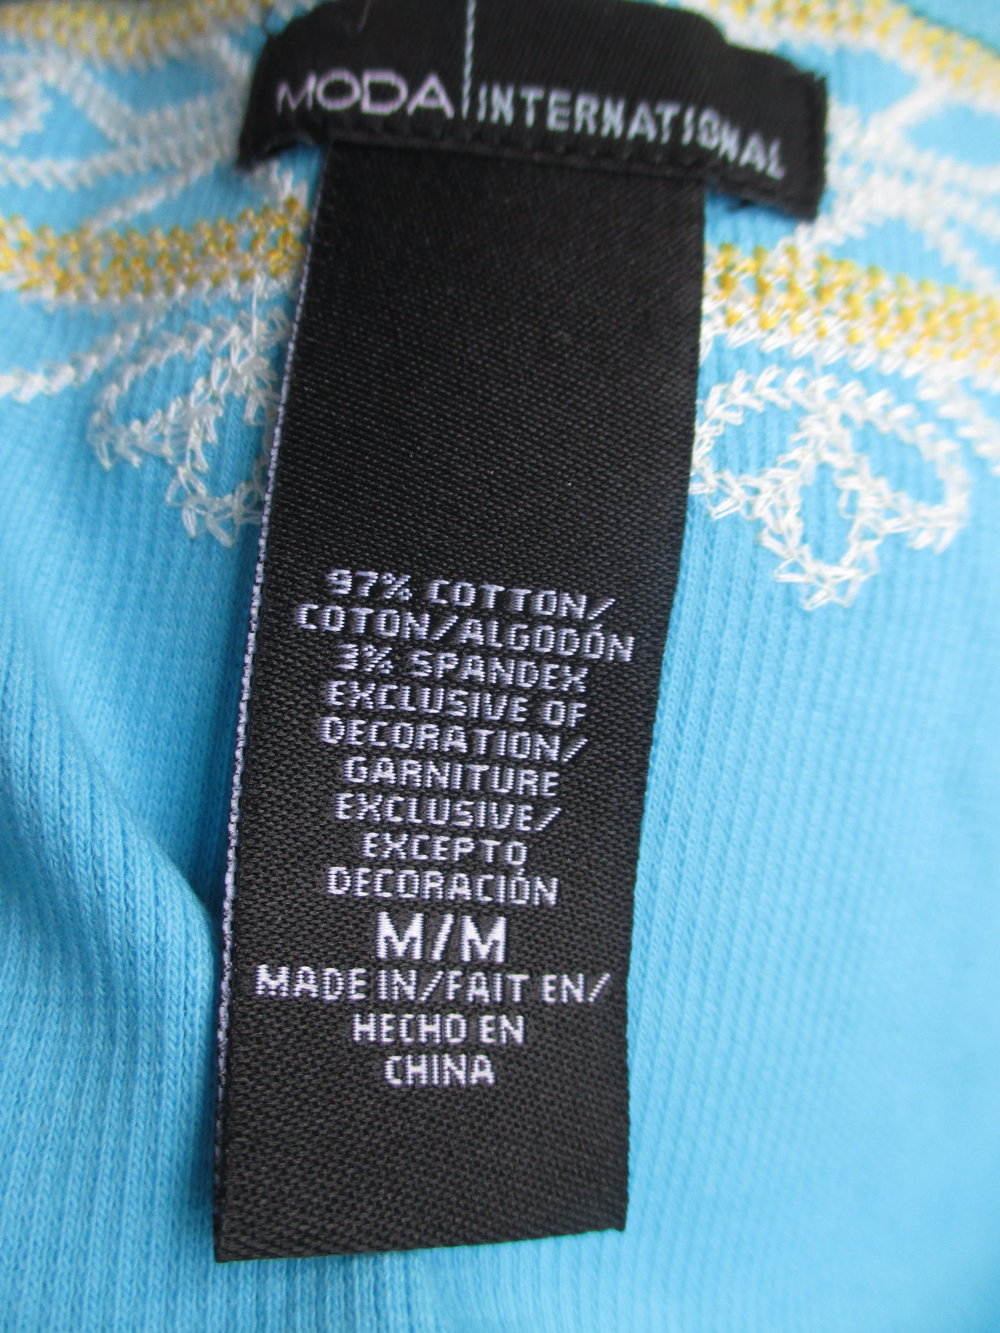 MODA INTERNATIONAL
97% COTTON/
COTON/ALGODÓN
3% SPANDEX
EXCLUSIVE OF
DECORATION/
GARNITURE
EXCLUSIVE/
EXCEPTO
DECORACIÓN
M/M
MADE IN/FAIT EN/
HECHO EN
CHINA